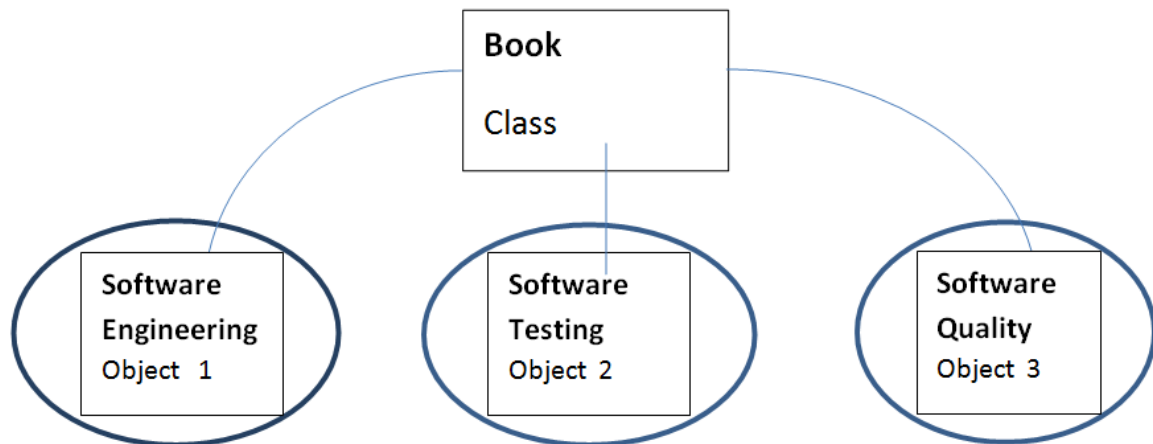 Book
Class
Software
Engineering
Object 1
Software
Testing
Object 2
Software
Quality
Object 3